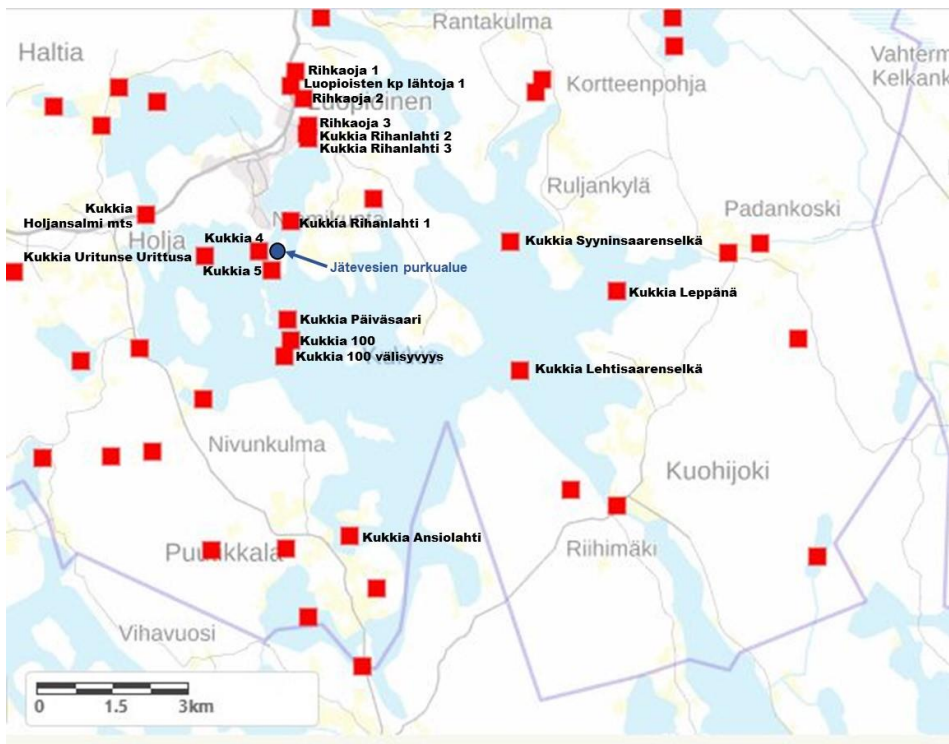 Rantakulma
Haltia
Vahterm
Kelkank
Rihkaoja 1
Luopioisten kp lähtoja 1
Kortteenpohja
Rihkaoja 2
Luopioinen
Rihkaoja 3
Kukkia Rihanlahti 2
Kukkia Rihanlahti 3
Ruljankylä
Kukkia
Holjansalmi mts
Padankoski
Kukkia Rihanlahti 1
Holja
Kukkia 4
Kukkia Syyninsaarenselkä
Kukkia Uritunse Urittusa
Kukkia 5
Jätevesien purkualue
Kukkia Leppänä
Kukkia Päiväsaari
Kukkia 100
Kukkia 100 välisyvyys
Kukkia Lehtisaarenselkä
Nivunkulma
Kuohijoki
Kukkia Ansiolahti
Riihimäki
Vihavuosi
0 1.5 3km